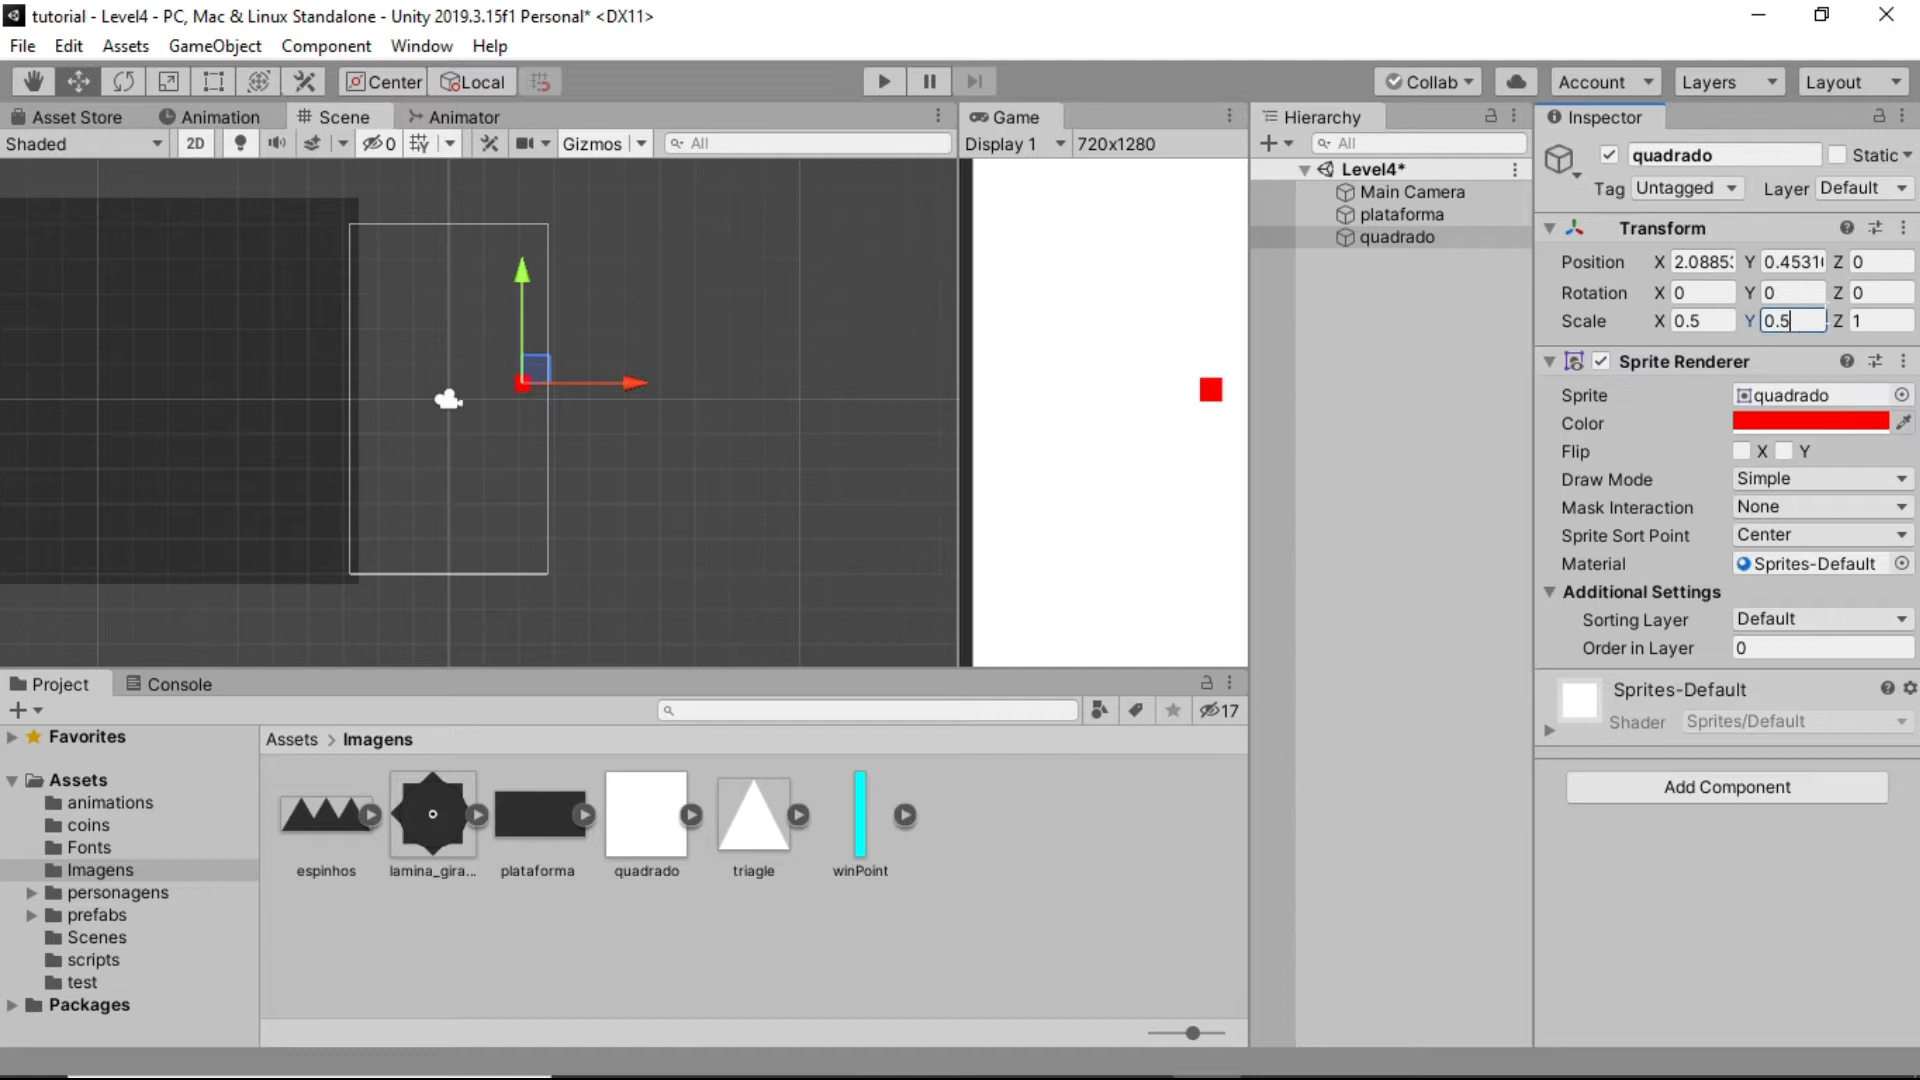 tutorial - Level4 - PC, Mac & Linux Standalone - Unity 2019.3.15f1 Personal* <DX11>
File Edit Assets GameObject Component Window Help
Center Local Collab Account Layers Layout
Asset Store Animation Scene Animator
Shaded 2D 0 Gizmos All
Game
Display 1 720x1280
Hierarchy
All
Level4*
Main Camera
plataforma
quadrado
Inspector
quadrado Static
Tag Untagged Layer Default
Transform
Position X 2.0885 Y 0.4531 Z 0
Rotation X 0 Y 0 Z 0
Scale X 0.5 Y 0.5 Z 1
Sprite Renderer
Sprite quadrado
Color
Flip X Y
Draw Mode Simple
Mask Interaction None
Sprite Sort Point Center
Material Sprites-Default
Additional Settings
Sorting Layer Default
Order in Layer 0
Sprites-Default
Shader Sprites/Default
Add Component
Project Console
17
Favorites
Assets
animations
coins
Fonts
Imagens
personagens
prefabs
Scenes
scripts
test
Packages
Assets > Imagens
espinhos lamina_gira... plataforma quadrado triagle winPoint